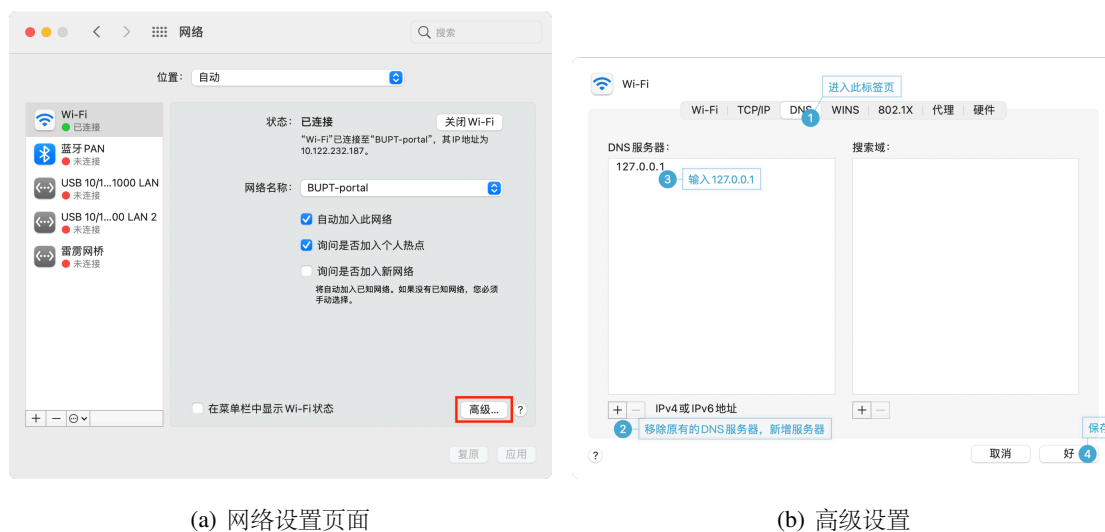 网络
搜索
位置: 自动
Wi-Fi
已连接
蓝牙 PAN
未连接
USB 10/1...1000 LAN
未连接
USB 10/1...00 LAN 2
未连接
雷雳网桥
未连接
状态: 已连接
关闭 Wi-Fi
“Wi-Fi”已连接至“BUPT-portal”，其 IP 地址为
10.122.232.187。
网络名称: BUPT-portal
自动加入此网络
询问是否加入个人热点
询问是否加入新网络
将自动加入已知网络。如果没有已知网络，您必须
手动选择。
在菜单栏中显示 Wi-Fi 状态
高级... ?
复原 应用
(a) 网络设置页面
Wi-Fi
进入此标签页
Wi-Fi TCP/IP DNS WINS 802.1X 代理 硬件
1
DNS 服务器: 搜索域:
127.0.0.1
3 输入 127.0.0.1
+ − IPv4 或 IPv6 地址 + −
2 移除原有的 DNS 服务器，新增服务器
保存
? 取消 好 4
(b) 高级设置